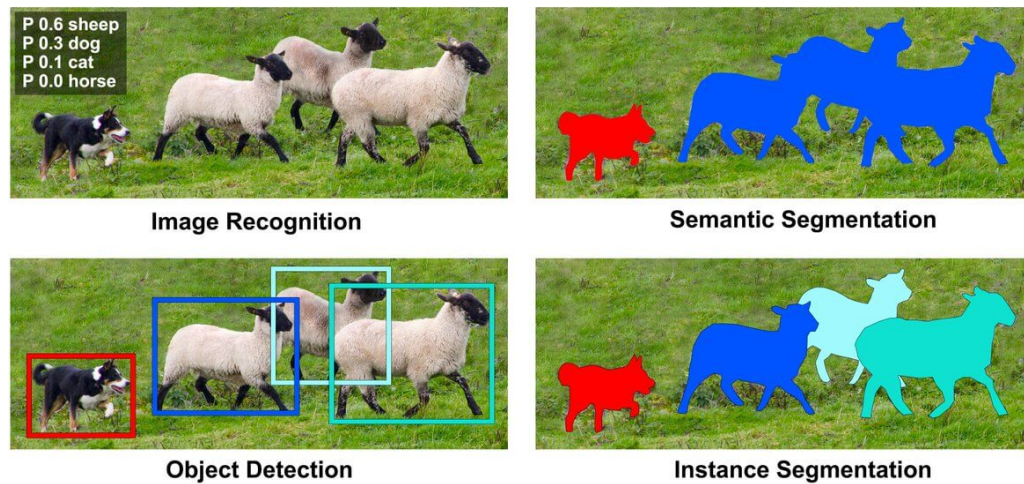 P 0.6 sheep
P 0.3 dog
P 0.1 cat
P 0.0 horse
Image Recognition
Semantic Segmentation
Object Detection
Instance Segmentation